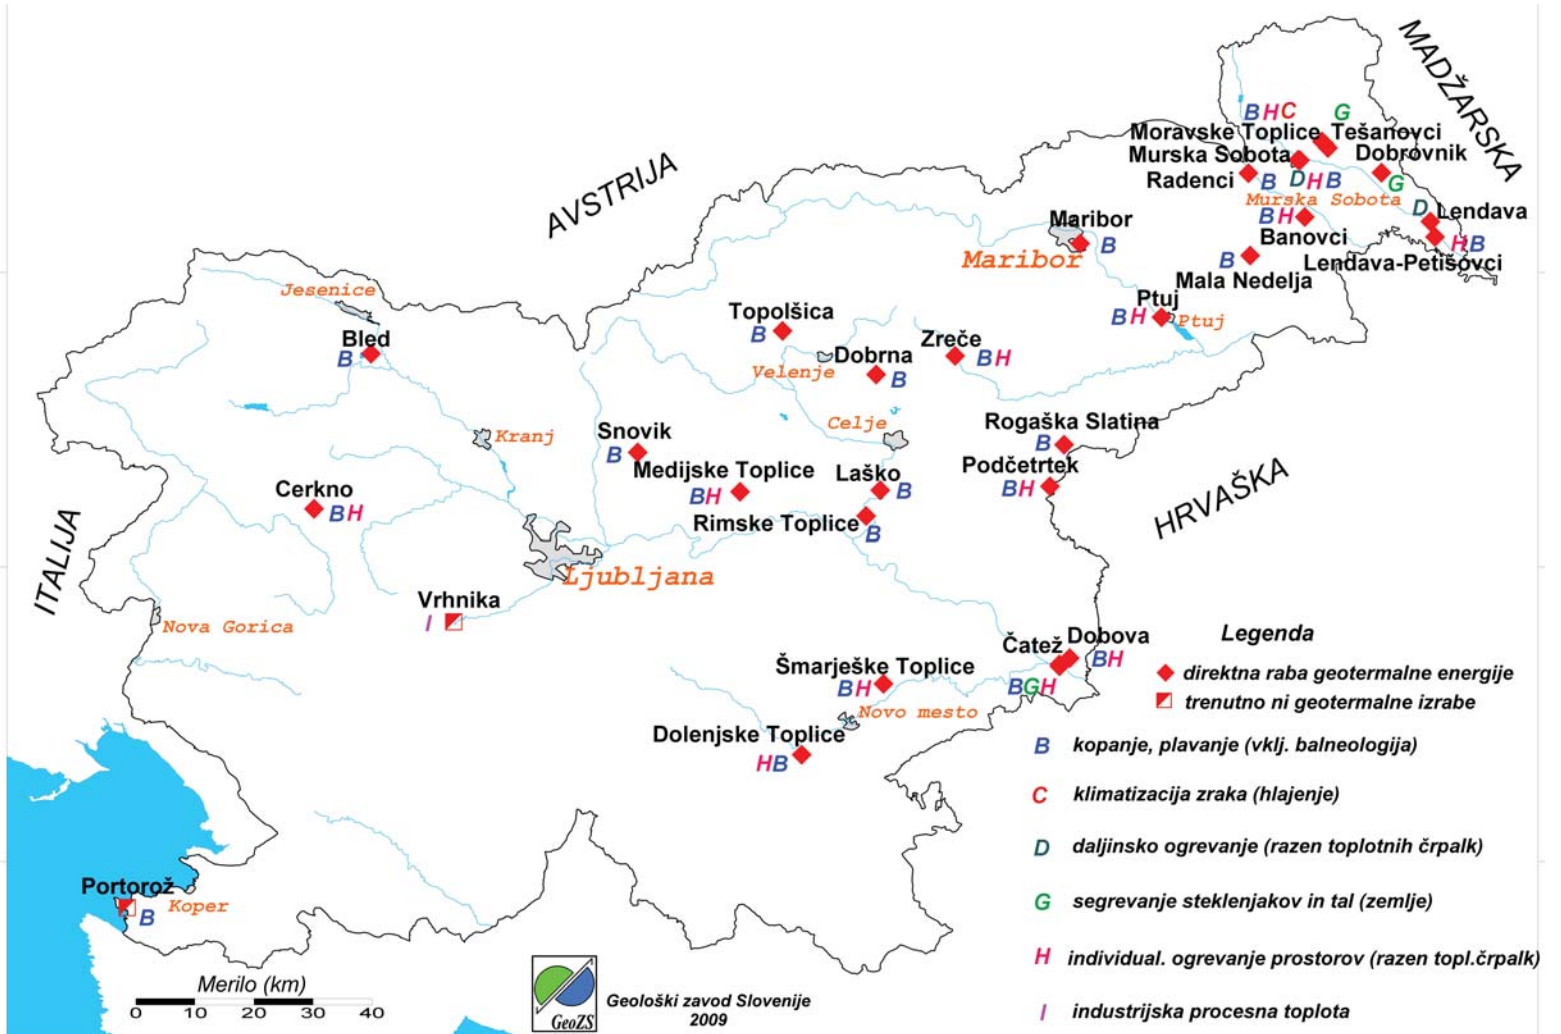 MADŽARSKA
AVSTRIJA
ITALIJA
HRVAŠKA
B H C
G
Moravske Toplice
Tešanovci
Murska Sobota
Dobrovnik
Radenci
B
D H B
G
Murska Sobota
B H
D
Lendava
Banovci
H B
Lendava-Petišovci
B
Mala Nedelja
Maribor
B
Maribor
Ptuj
B H
Ptuj
Jesenice
Bled
B
Topolšica
B
Zreče
B H
Dobrna
Velenje
B
Celje
Kranj
Snovik
B
Rogaška Slatina
B
Medijske Toplice
B H
Laško
B
Podčetrtek
B H
Cerkno
B H
Rimske Toplice
B
Ljubljana
Vrhnika
I
Nova Gorica
Čatež
Dobova
B H
B G H
Šmarješke Toplice
B H
Novo mesto
Dolenjske Toplice
H B
Portorož
B
Koper
Legenda
direktna raba geotermalne energije
trenutno ni geotermalne izrabe
B kopanje, plavanje (vklj. balneologija)
C klimatizacija zraka (hlajenje)
D daljinsko ogrevanje (razen toplotnih črpalk)
G segrevanje steklenjakov in tal (zemlje)
H individual. ogrevanje prostorov (razen topl.črpalk)
I industrijska procesna toplota
Merilo (km)
0 10 20 30 40
GeoZS
Geološki zavod Slovenije
2009